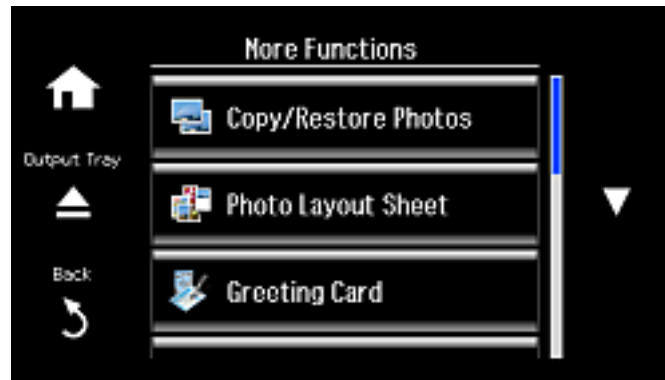 More Functions
Copy/Restore Photos
Output Tray
Photo Layout Sheet
Back
Greeting Card